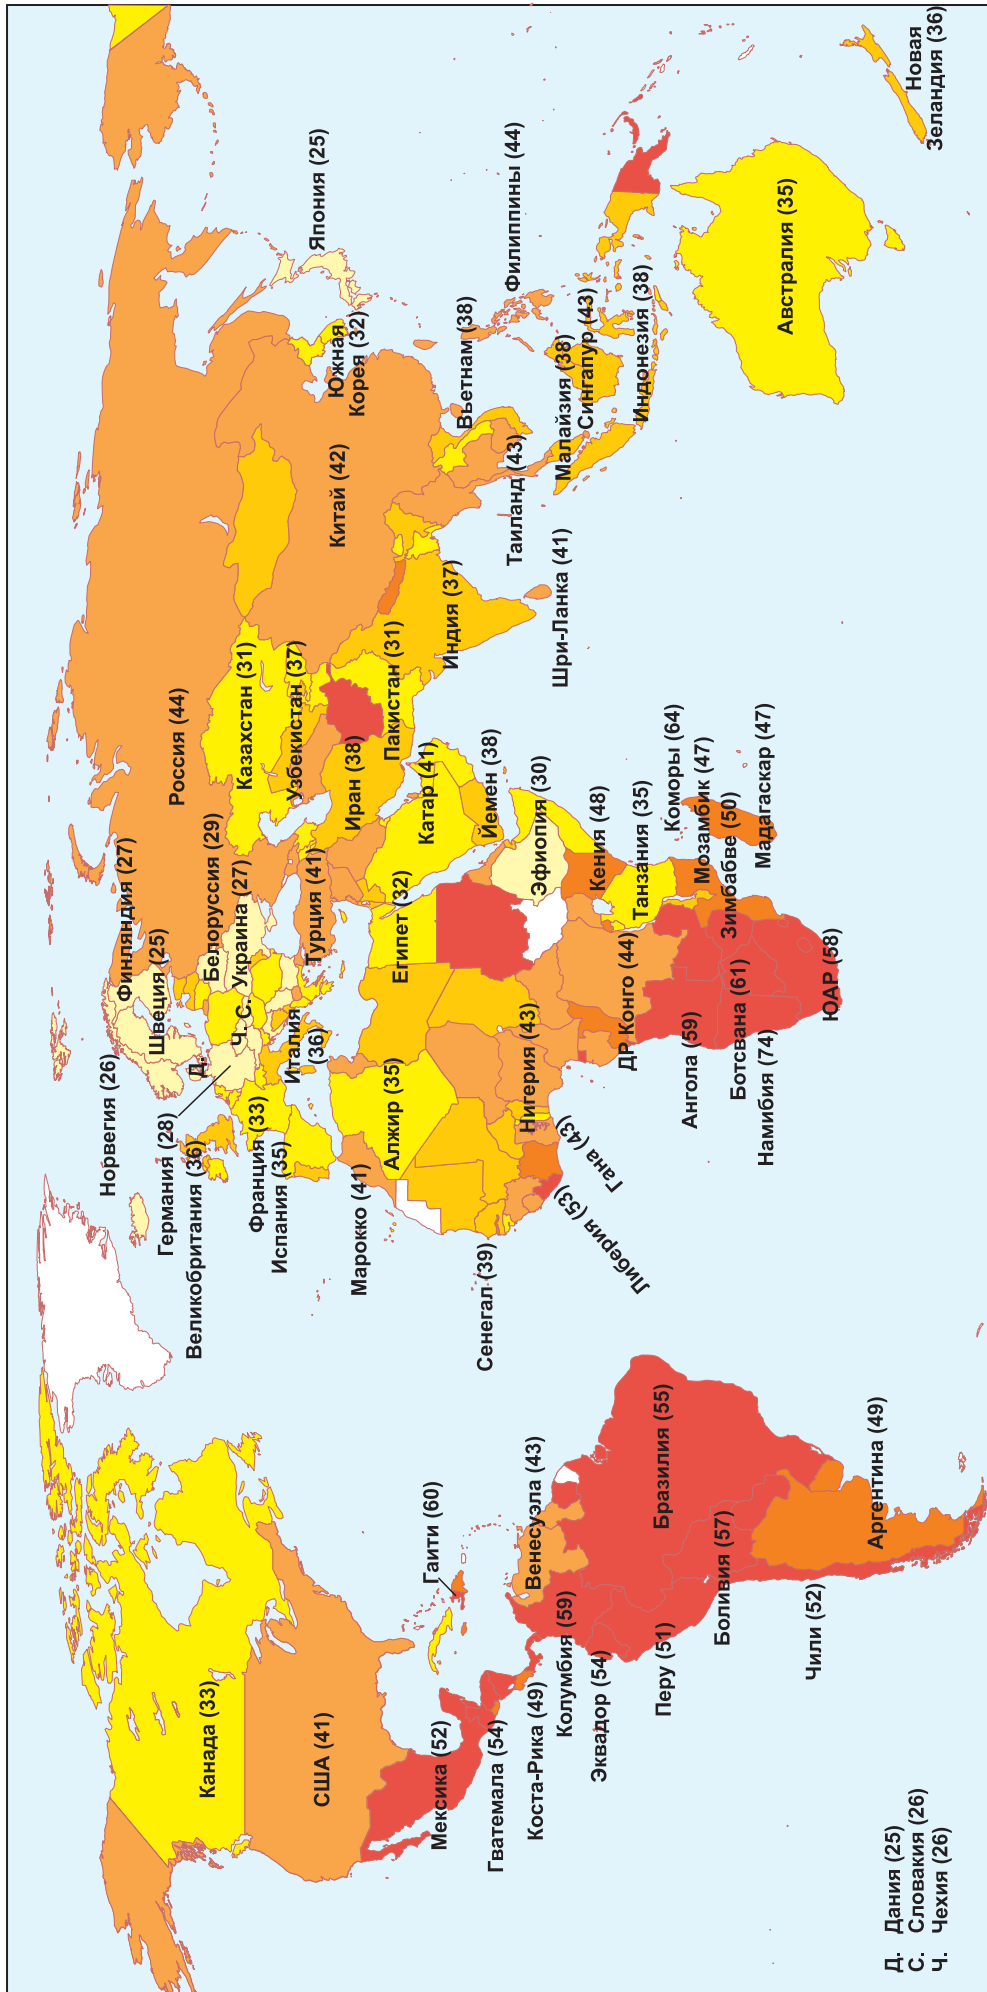 Канада (33)
США (41)
Мексика (52)
Гватемала (54)
Коста-Рика (49)
Колумбия (59)
Эквадор (54)
Перу (51)
Боливия (57)
Чили (52)
Гаити (60)
Венесуэла (43)
Бразилия (55)
Аргентина (49)
Норвегия (26)
Швеция (25)
Финляндия (27)
Германия (28)
Великобритания (36)
Франция (33)
Испания (35)
Италия
(36)
Д.
Ч.
С.
Белоруссия (29)
Украина (27)
Турция (41)
Россия (44)
Казахстан (31)
Узбекистан (37)
Иран (38)
Пакистан (31)
Катар (41)
Йемен (38)
Марокко (41)
Алжир (35)
Египет (32)
Сенегал (39)
Либерия (53)
Гана (43)
Нигерия (43)
Эфиопия (30)
Кения (48)
ДР Конго (44)
Танзания (35)
Коморы (64)
Ангола (59)
Мозамбик (47)
Зимбабве (50)
Ботсвана (61)
Намибия (74)
Мадагаскар (47)
ЮАР (58)
Китай (42)
Южная
Корея (32)
Япония (25)
Индия (37)
Шри-Ланка (41)
Таиланд (43)
Вьетнам (38)
Филиппины (44)
Малайзия (38)
Сингапур (43)
Индонезия (38)
Австралия (35)
Новая
Зеландия (36)
Д. Дания (25)
С. Словакия (26)
Ч. Чехия (26)